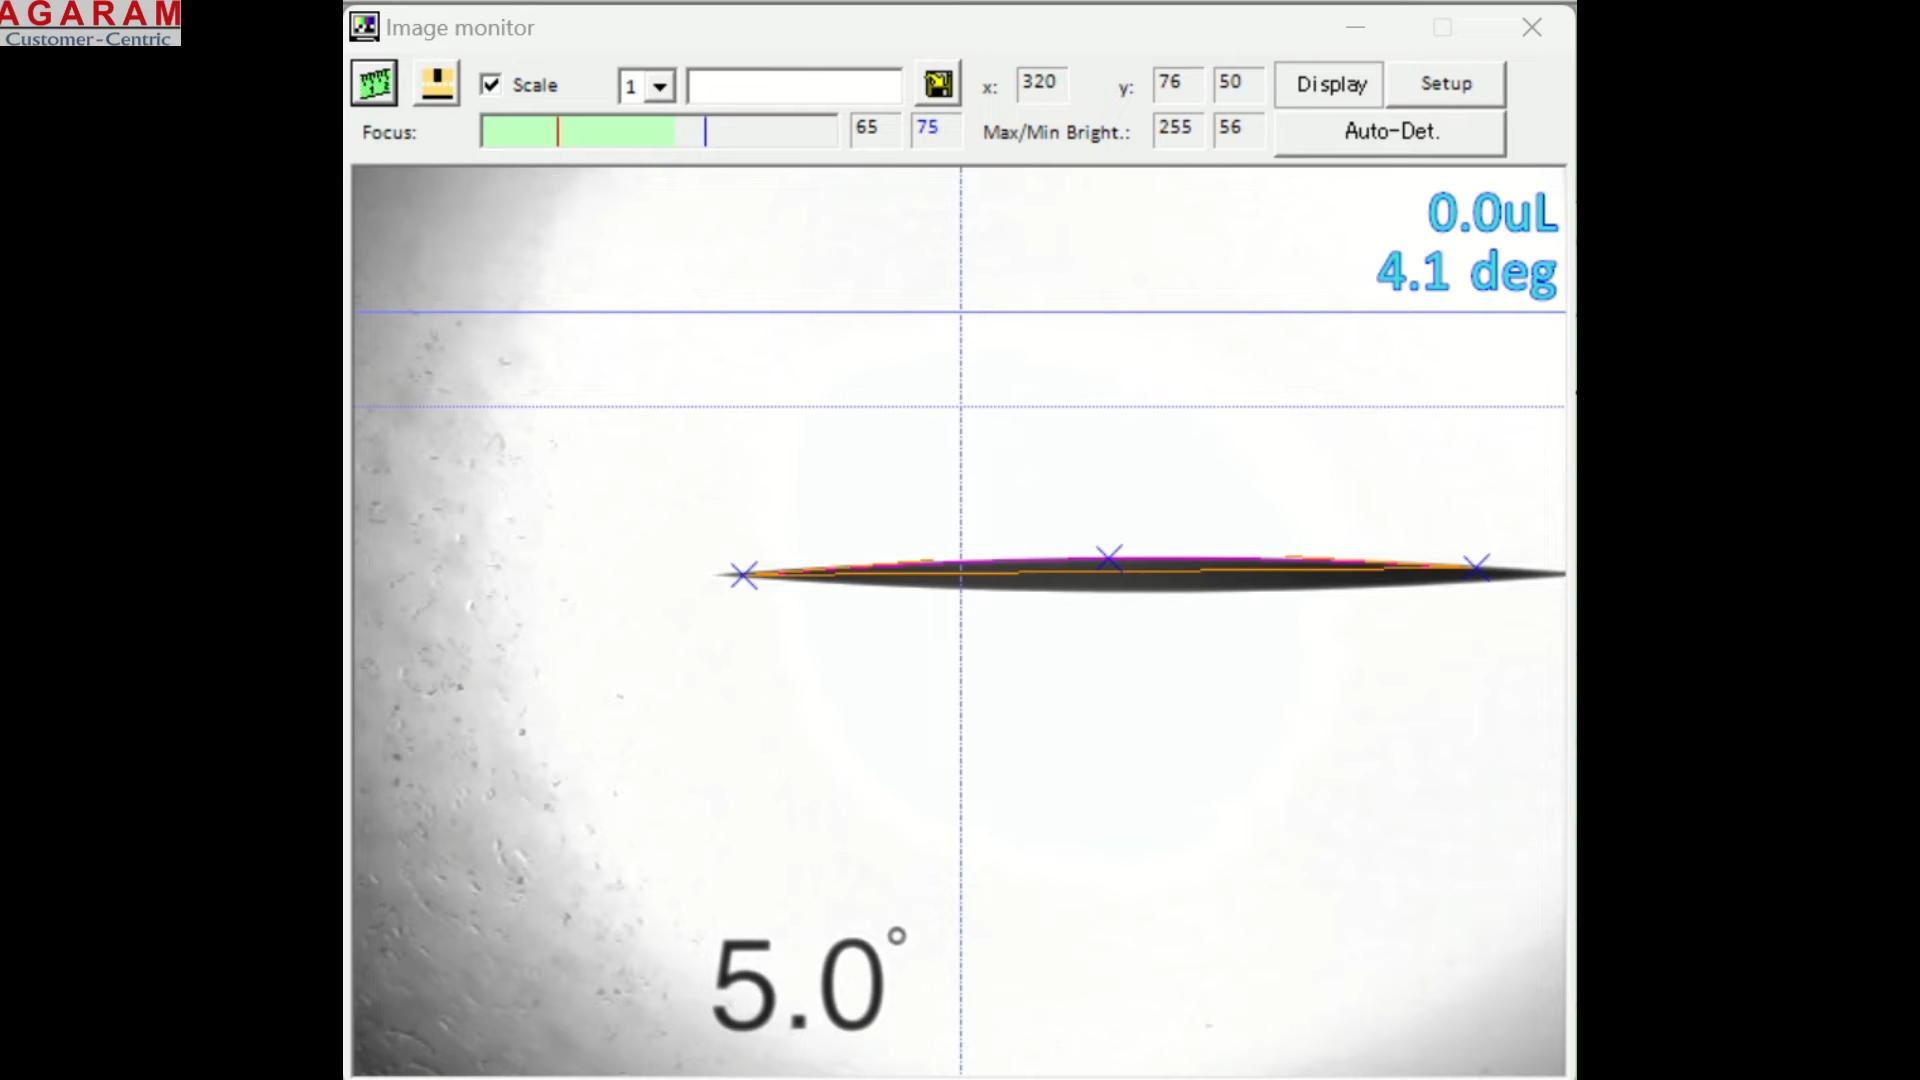 AGARAM
Customer-Centric
Image monitor
Scale 1 x: 320 y: 76 50 Display Setup
Focus: 65 75 Max/Min Bright.: 255 56 Auto-Det.
0.0uL
4.1 deg
5.0°